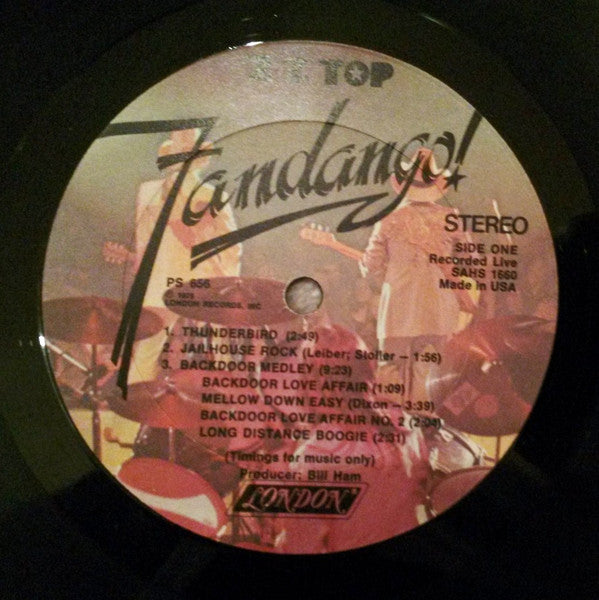 Z.Z. TOP
Fandango!
STEREO
SIDE ONE
Recorded Live
SAHS 1660
Made in USA
PS 656
℗ 1975
LONDON RECORDS, INC.
1. THUNDERBIRD (2:49)
2. JAILHOUSE ROCK (Leiber; Stoller – 1:56)
3. BACKDOOR MEDLEY (9:23)
BACKDOOR LOVE AFFAIR (1:09)
MELLOW DOWN EASY (Dixon – 3:39)
BACKDOOR LOVE AFFAIR NO. 2 (2:04)
LONG DISTANCE BOOGIE (2:31)
(Timings for music only)
Producer: Bill Ham
LONDON